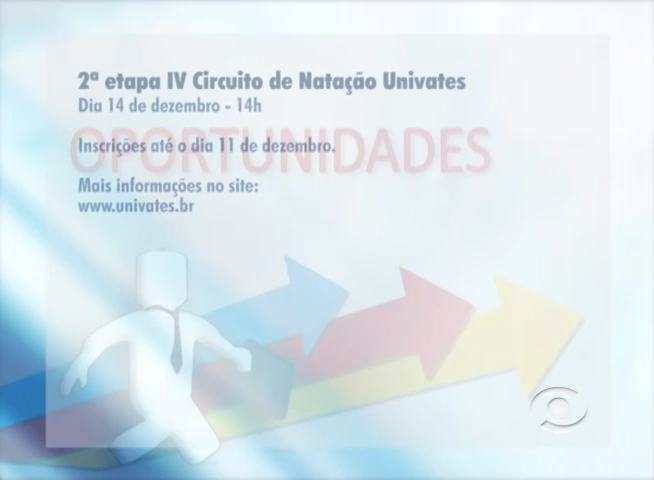 2ª etapa IV Circuito de Natação Univates
Dia 14 de dezembro - 14h
OPORTUNIDADES
Inscrições até o dia 11 de dezembro.
Mais informações no site:
www.univates.br